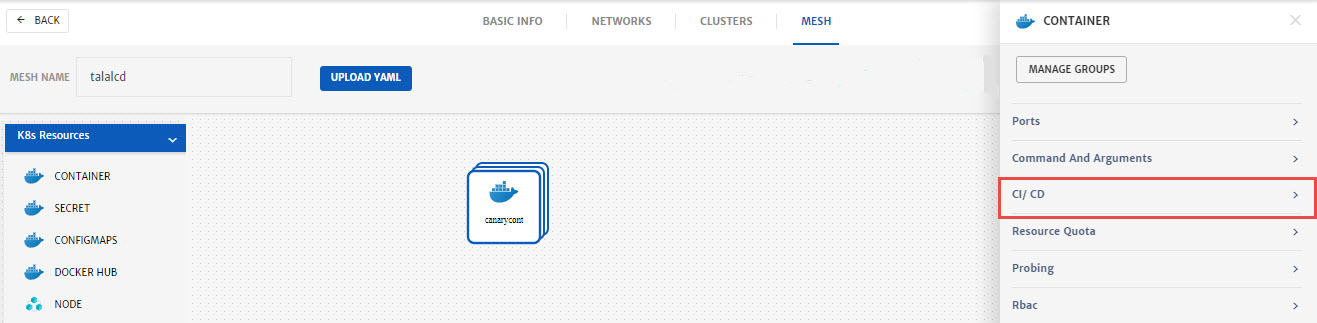 BACK
BASIC INFO
NETWORKS
CLUSTERS
MESH
MESH NAME
talalcd
UPLOAD YAML
K8s Resources
CONTAINER
SECRET
CONFIGMAPS
DOCKER HUB
NODE
canarycont
CONTAINER
MANAGE GROUPS
Ports
Command And Arguments
CI/ CD
Resource Quota
Probing
Rbac